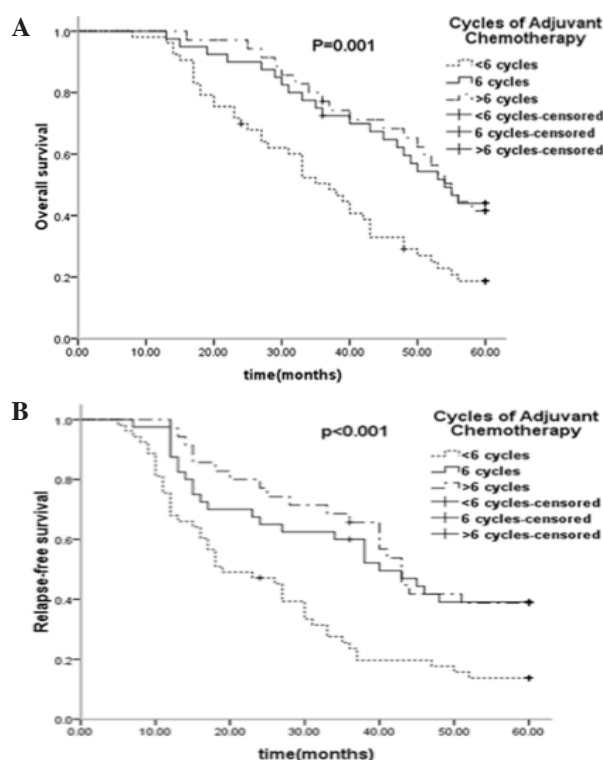 A
P=0.001
Cycles of Adjuvant
Chemotherapy
<6 cycles
6 cycles
>6 cycles
<6 cycles-censored
6 cycles-censored
>6 cycles-censored
Overall survival
1.0
0.8
0.6
0.4
0.2
0.0
0.00 10.00 20.00 30.00 40.00 50.00 60.00
time(months)
B
p<0.001
Cycles of Adjuvant
Chemotherapy
<6 cycles
6 cycles
>6 cycles
<6 cycles-censored
6 cycles-censored
>6 cycles-censored
Relapse-free survival
1.0
0.8
0.6
0.4
0.2
0.0
0.00 10.00 20.00 30.00 40.00 50.00 60.00
time(months)